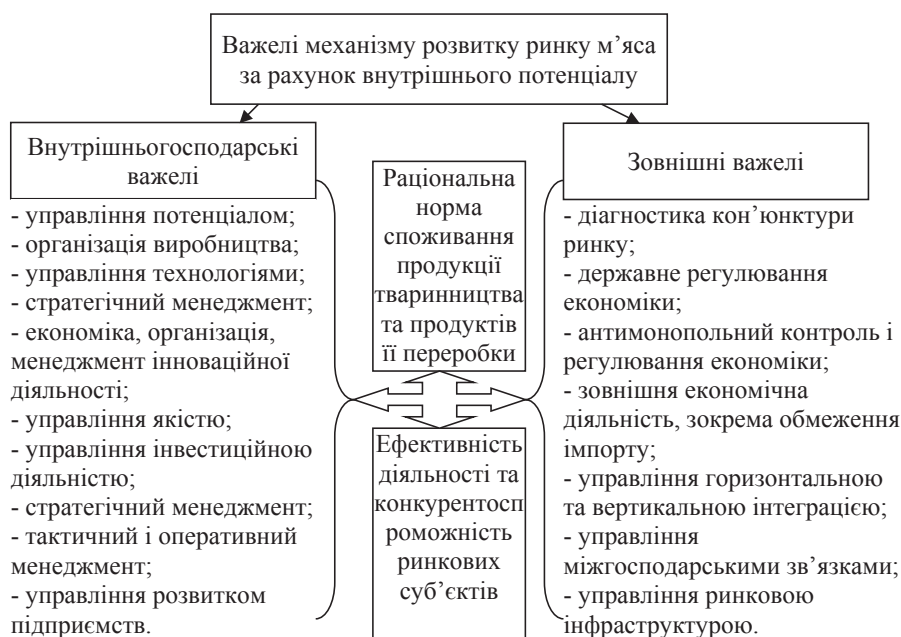 Важелі механізму розвитку ринку м’яса
за рахунок внутрішнього потенціалу
Внутрішньогосподарські
важелі
- управління потенціалом;
- організація виробництва;
- управління технологіями;
- стратегічний менеджмент;
- економіка, організація,
менеджмент інноваційної
діяльності;
- управління якістю;
- управління інвестиційною
діяльністю;
- стратегічний менеджмент;
- тактичний і оперативний
менеджмент;
- управління розвитком
підприємств.
Раціональна
норма
споживання
продукції
тваринництва
та продуктів
її переробки
Ефективність
діяльності та
конкурентосп
роможність
ринкових
суб’єктів
Зовнішні важелі
- діагностика кон’юнктури
ринку;
- державне регулювання
економіки;
- антимонопольний контроль і
регулювання економіки;
- зовнішня економічна
діяльність, зокрема обмеження
імпорту;
- управління горизонтальною
та вертикальною інтеграцією;
- управління
міжгосподарськими зв’язками;
- управління ринковою
інфраструктурою.